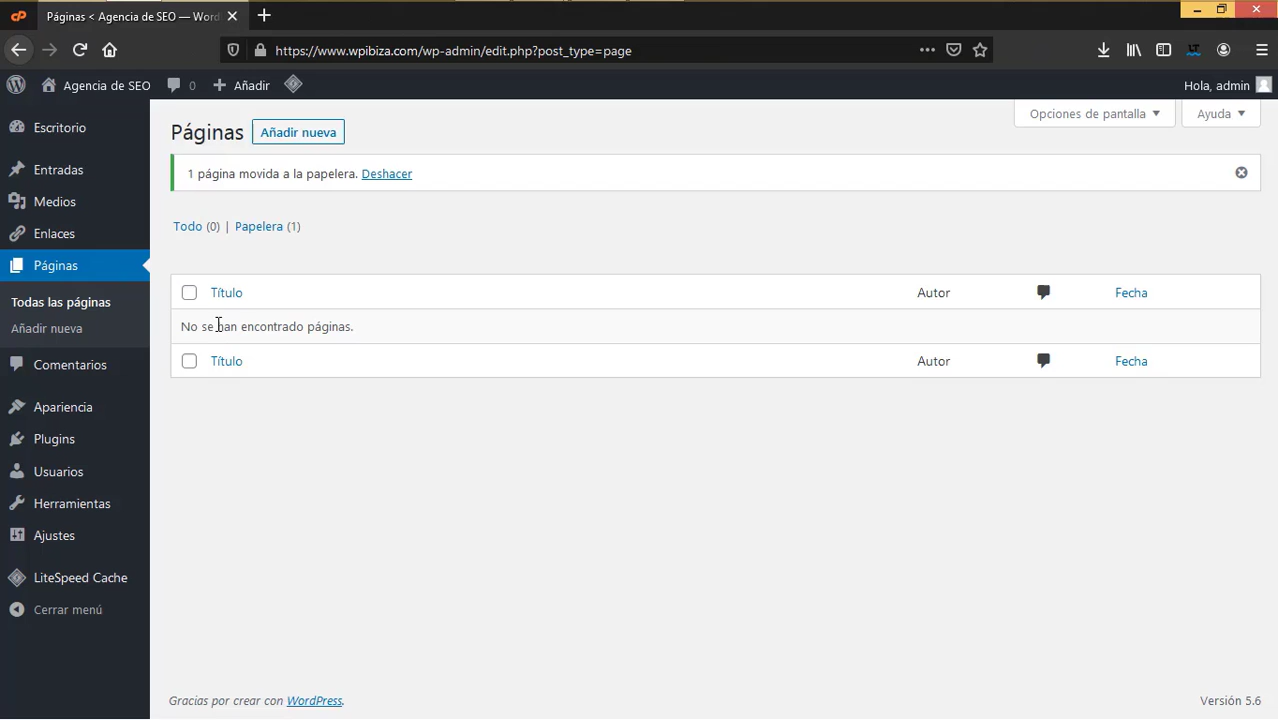 Páginas < Agencia de SEO — Word
https://www.wpibiza.com/wp-admin/edit.php?post_type=page
Agencia de SEO 0 Añadir Hola, admin
Opciones de pantalla Ayuda
Escritorio
Entradas
Medios
Enlaces
Páginas
Todas las páginas
Añadir nueva
Comentarios
Apariencia
Plugins
Usuarios
Herramientas
Ajustes
LiteSpeed Cache
Cerrar menú
Páginas Añadir nueva
1 página movida a la papelera. Deshacer
Todo (0) | Papelera (1)
Título Autor Fecha
No se han encontrado páginas.
Título Autor Fecha
Gracias por crear con WordPress. Versión 5.6